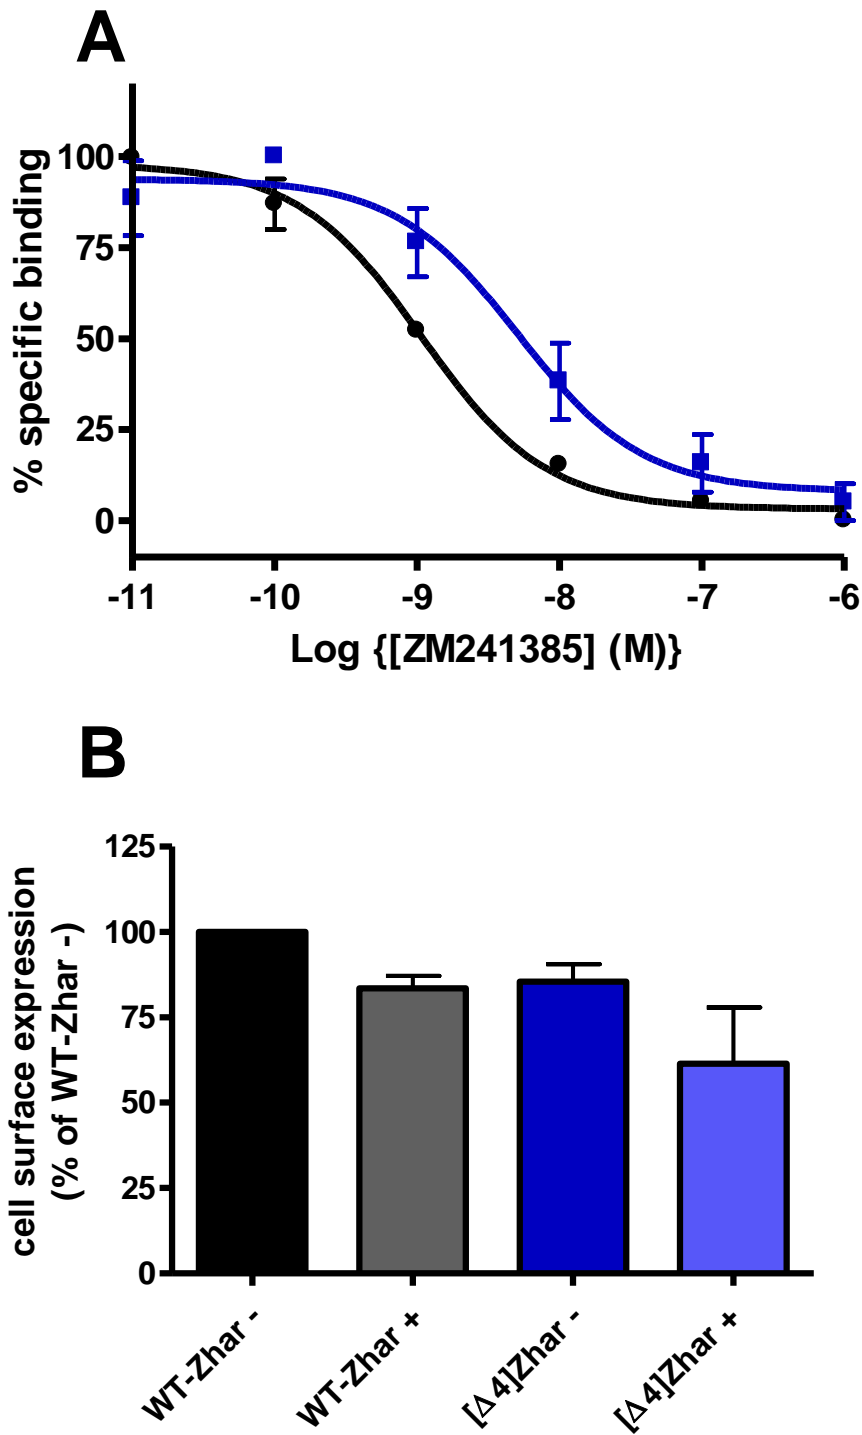 A
% specific binding
100
75
50
25
0
-11 -10 -9 -8 -7 -6
Log {[ZM241385] (M)}
B
cell surface expression
(% of WT-Zhar -)
125
100
75
50
25
0
WT-Zhar - WT-Zhar + [Δ4]Zhar - [Δ4]Zhar +